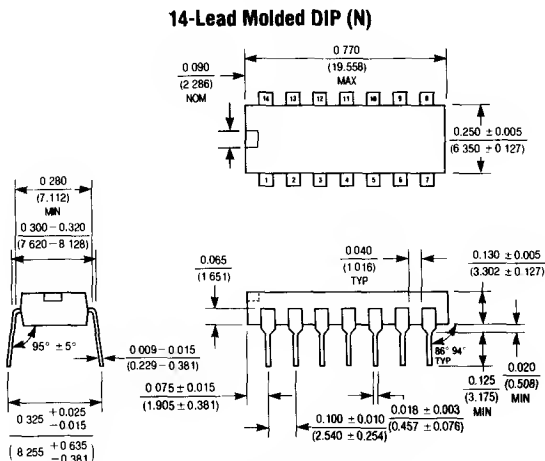 14-Lead Molded DIP (N)
0 770
(19.558)
MAX
0 090
(2 286)
NOM
14 13 12 11 10 9 8
0.250 ± 0.005
(6 350 ± 0 127)
1 2 3 4 5 6 7
0 280
(7.112)
MIN
0 300 – 0.320
(7 620 – 8 128)
0.065
(1 651)
0.040
(1 016)
TYP
0.130 ± 0.005
(3.302 ± 0 127)
95° ± 5°
0 009 – 0 015
(0 229 – 0 381)
86° 94°
TYP
0.020
(0.508)
MIN
0.125
(3.175)
MIN
0 075 ± 0 015
(1.905 ± 0.381)
0.100 ± 0 010
(2.540 ± 0 254)
0.018 ± 0 003
(0.457 ± 0 076)
0 325 +0 025
–0 015
(8 255 +0 635
–0 381)